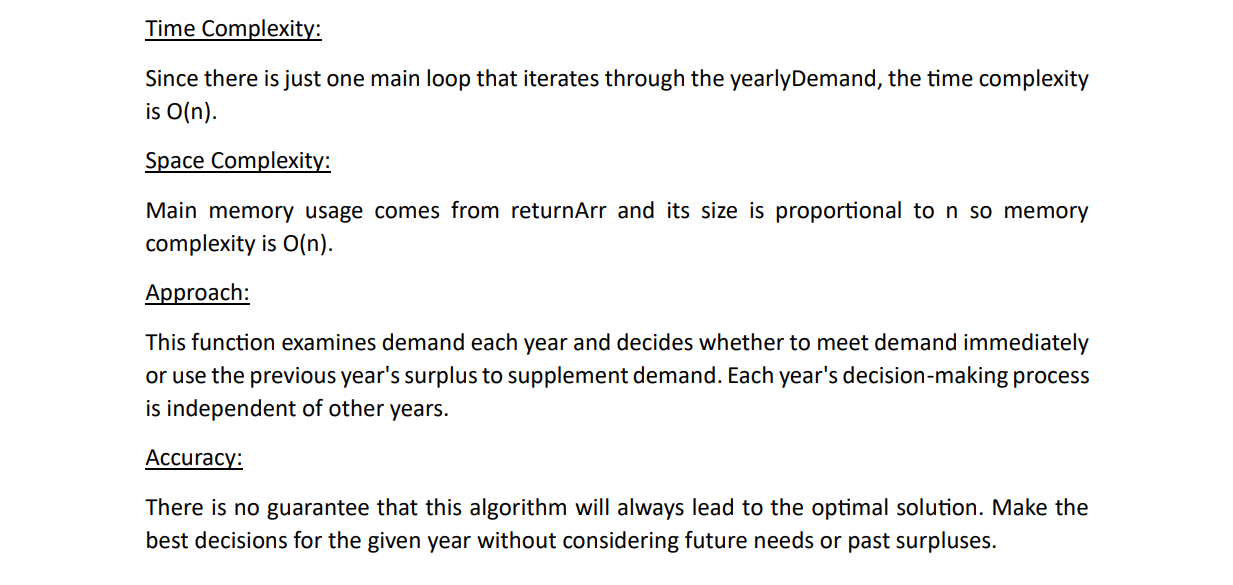 Time Complexity:
Since there is just one main loop that iterates through the yearlyDemand, the time complexity
is O(n).
Space Complexity:
Main memory usage comes from returnArr and its size is proportional to n so memory
complexity is O(n).
Approach:
This function examines demand each year and decides whether to meet demand immediately
or use the previous year's surplus to supplement demand. Each year's decision-making process
is independent of other years.
Accuracy:
There is no guarantee that this algorithm will always lead to the optimal solution. Make the
best decisions for the given year without considering future needs or past surpluses.